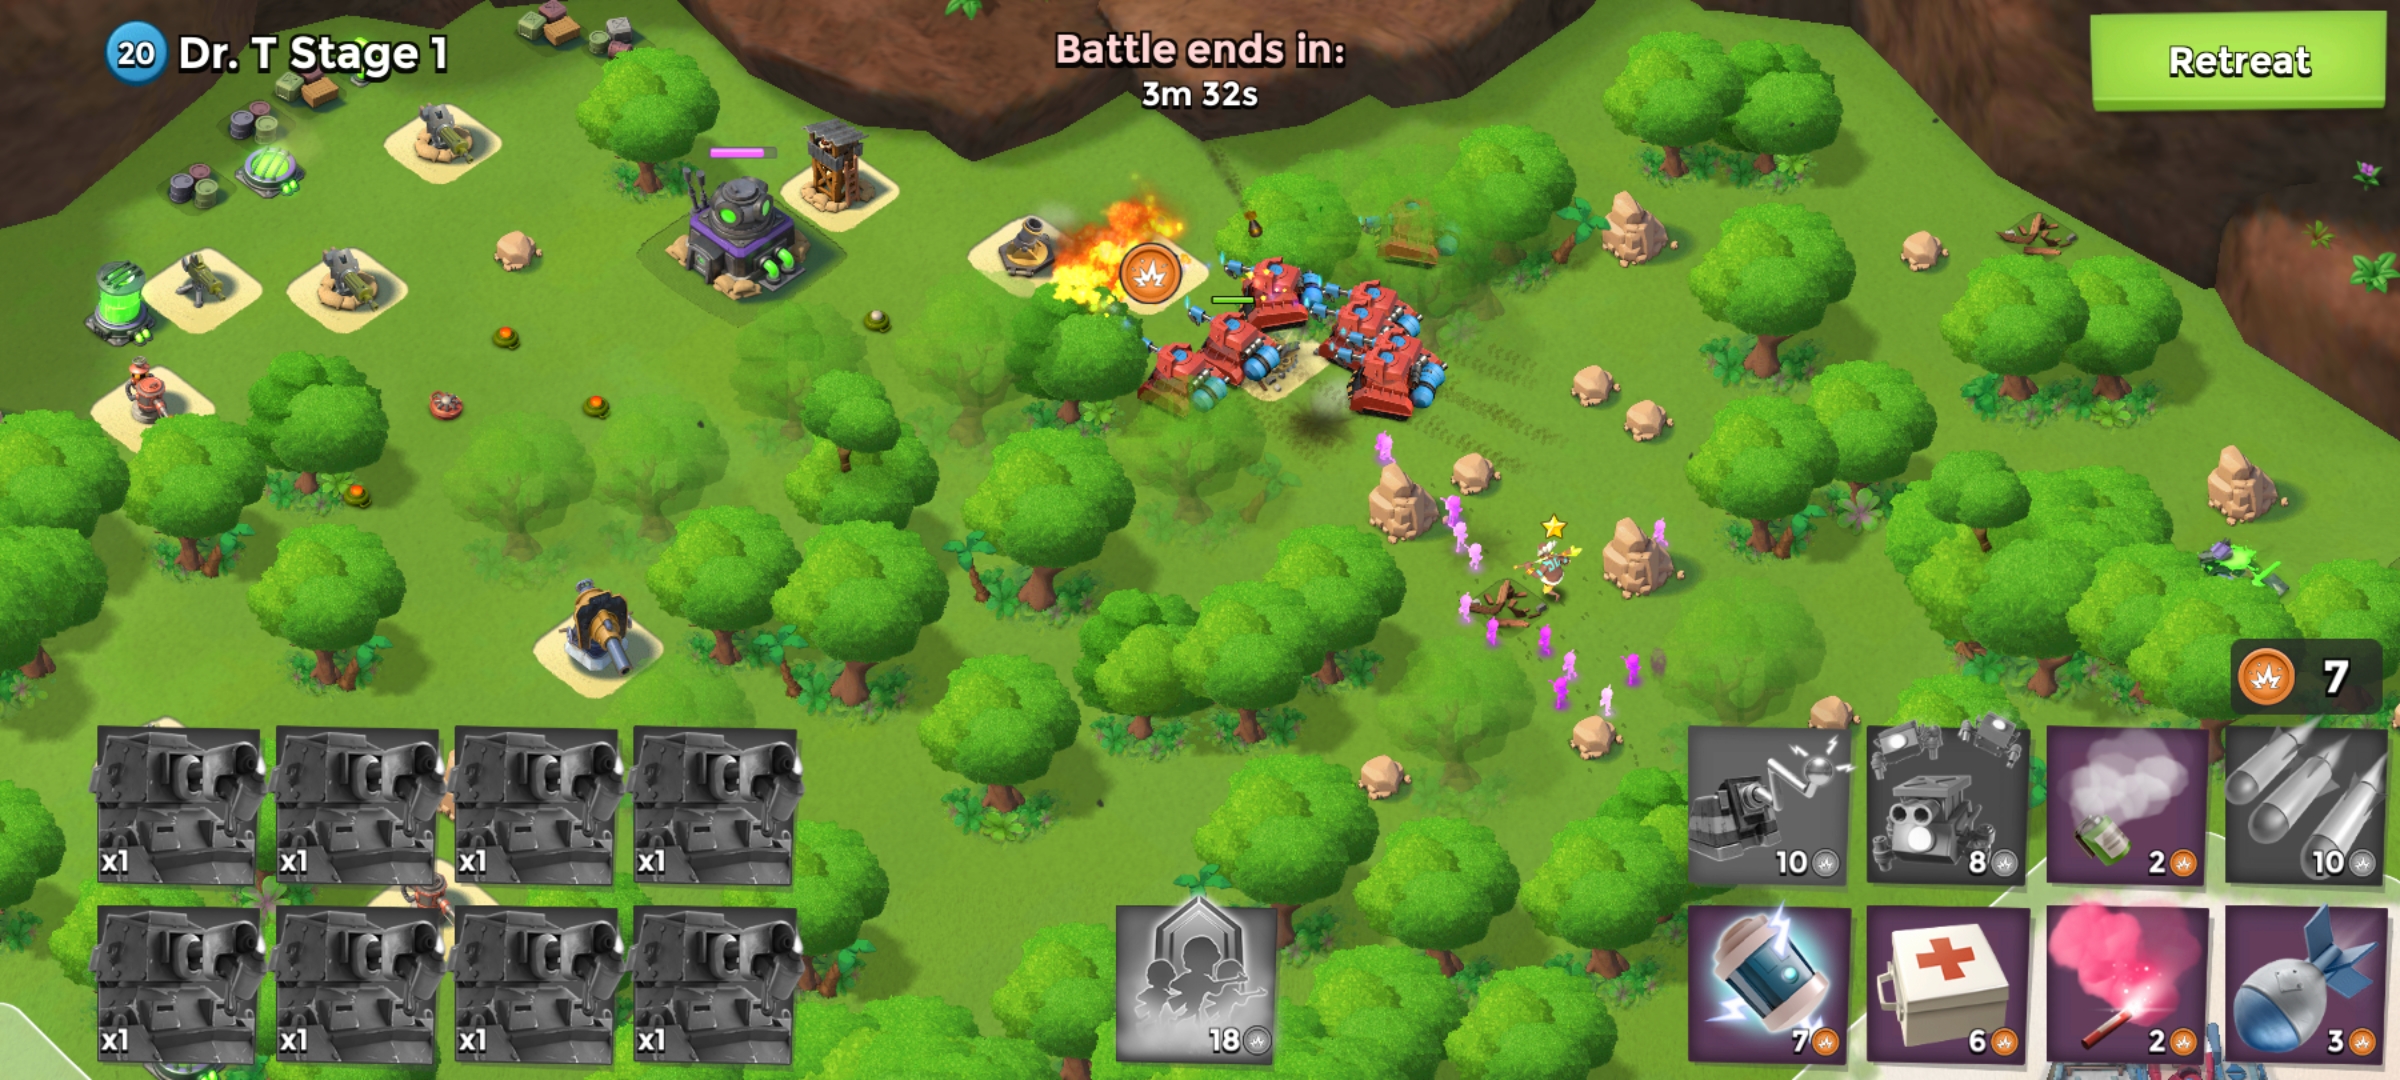 20 Dr. T Stage 1
Battle ends in:
3m 32s
Retreat
7
x1
x1
x1
x1
10
8
2
10
x1
x1
x1
x1
18
7
6
2
3